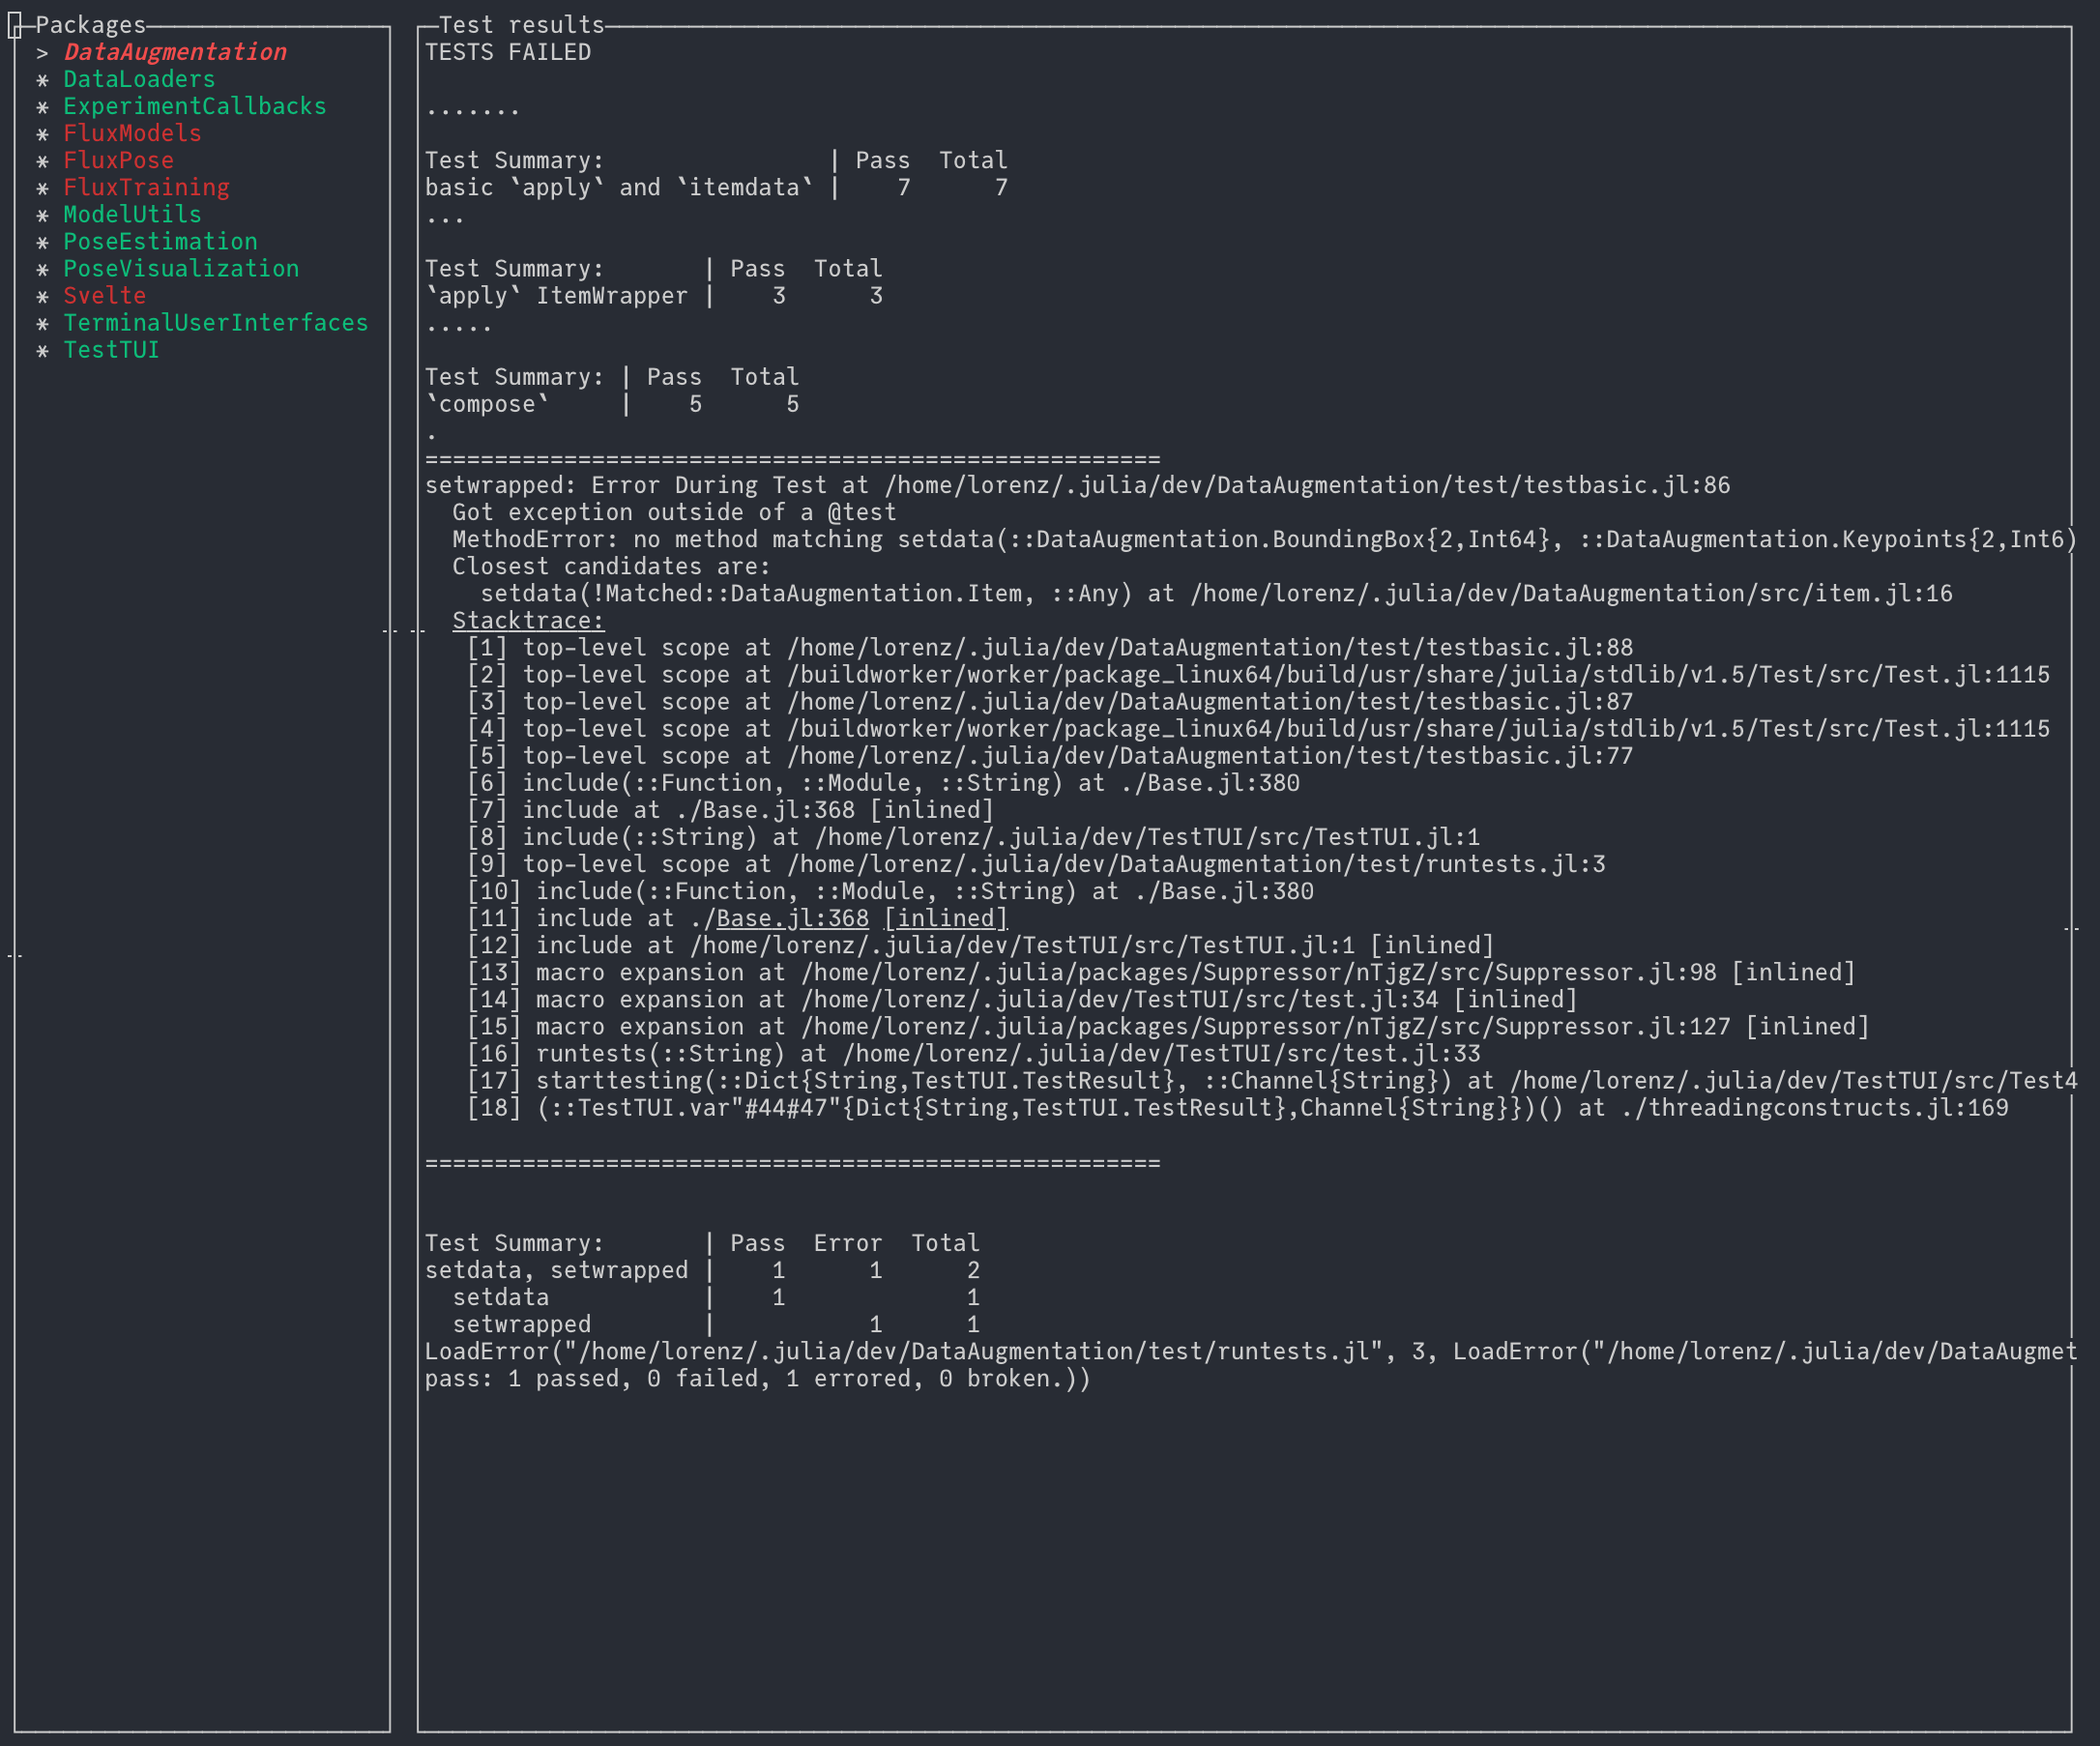 Packages
> DataAugmentation
* DataLoaders
* ExperimentCallbacks
* FluxModels
* FluxPose
* FluxTraining
* ModelUtils
* PoseEstimation
* PoseVisualization
* Svelte
* TerminalUserInterfaces
* TestTUI
Test results
TESTS FAILED
.......
Test Summary:                | Pass  Total
basic `apply` and `itemdata` |    7      7
...
Test Summary:       | Pass  Total
`apply` ItemWrapper |    3      3
.....
Test Summary: | Pass  Total
`compose`     |    5      5
.
=====================================================
setwrapped: Error During Test at /home/lorenz/.julia/dev/DataAugmentation/test/testbasic.jl:86
  Got exception outside of a @test
  MethodError: no method matching setdata(::DataAugmentation.BoundingBox{2,Int64}, ::DataAugmentation.Keypoints{2,Int6)
  Closest candidates are:
    setdata(!Matched::DataAugmentation.Item, ::Any) at /home/lorenz/.julia/dev/DataAugmentation/src/item.jl:16
  Stacktrace:
   [1] top-level scope at /home/lorenz/.julia/dev/DataAugmentation/test/testbasic.jl:88
   [2] top-level scope at /buildworker/worker/package_linux64/build/usr/share/julia/stdlib/v1.5/Test/src/Test.jl:1115
   [3] top-level scope at /home/lorenz/.julia/dev/DataAugmentation/test/testbasic.jl:87
   [4] top-level scope at /buildworker/worker/package_linux64/build/usr/share/julia/stdlib/v1.5/Test/src/Test.jl:1115
   [5] top-level scope at /home/lorenz/.julia/dev/DataAugmentation/test/testbasic.jl:77
   [6] include(::Function, ::Module, ::String) at ./Base.jl:380
   [7] include at ./Base.jl:368 [inlined]
   [8] include(::String) at /home/lorenz/.julia/dev/TestTUI/src/TestTUI.jl:1
   [9] top-level scope at /home/lorenz/.julia/dev/DataAugmentation/test/runtests.jl:3
   [10] include(::Function, ::Module, ::String) at ./Base.jl:380
   [11] include at ./Base.jl:368 [inlined]
   [12] include at /home/lorenz/.julia/dev/TestTUI/src/TestTUI.jl:1 [inlined]
   [13] macro expansion at /home/lorenz/.julia/packages/Suppressor/nTjgZ/src/Suppressor.jl:98 [inlined]
   [14] macro expansion at /home/lorenz/.julia/dev/TestTUI/src/test.jl:34 [inlined]
   [15] macro expansion at /home/lorenz/.julia/packages/Suppressor/nTjgZ/src/Suppressor.jl:127 [inlined]
   [16] runtests(::String) at /home/lorenz/.julia/dev/TestTUI/src/test.jl:33
   [17] starttesting(::Dict{String,TestTUI.TestResult}, ::Channel{String}) at /home/lorenz/.julia/dev/TestTUI/src/Test4
   [18] (::TestTUI.var"#44#47"{Dict{String,TestTUI.TestResult},Channel{String}})() at ./threadingconstructs.jl:169
=====================================================
Test Summary:       | Pass  Error  Total
setdata, setwrapped |    1      1      2
  setdata           |    1             1
  setwrapped        |           1      1
LoadError("/home/lorenz/.julia/dev/DataAugmentation/test/runtests.jl", 3, LoadError("/home/lorenz/.julia/dev/DataAugmet
pass: 1 passed, 0 failed, 1 errored, 0 broken.))